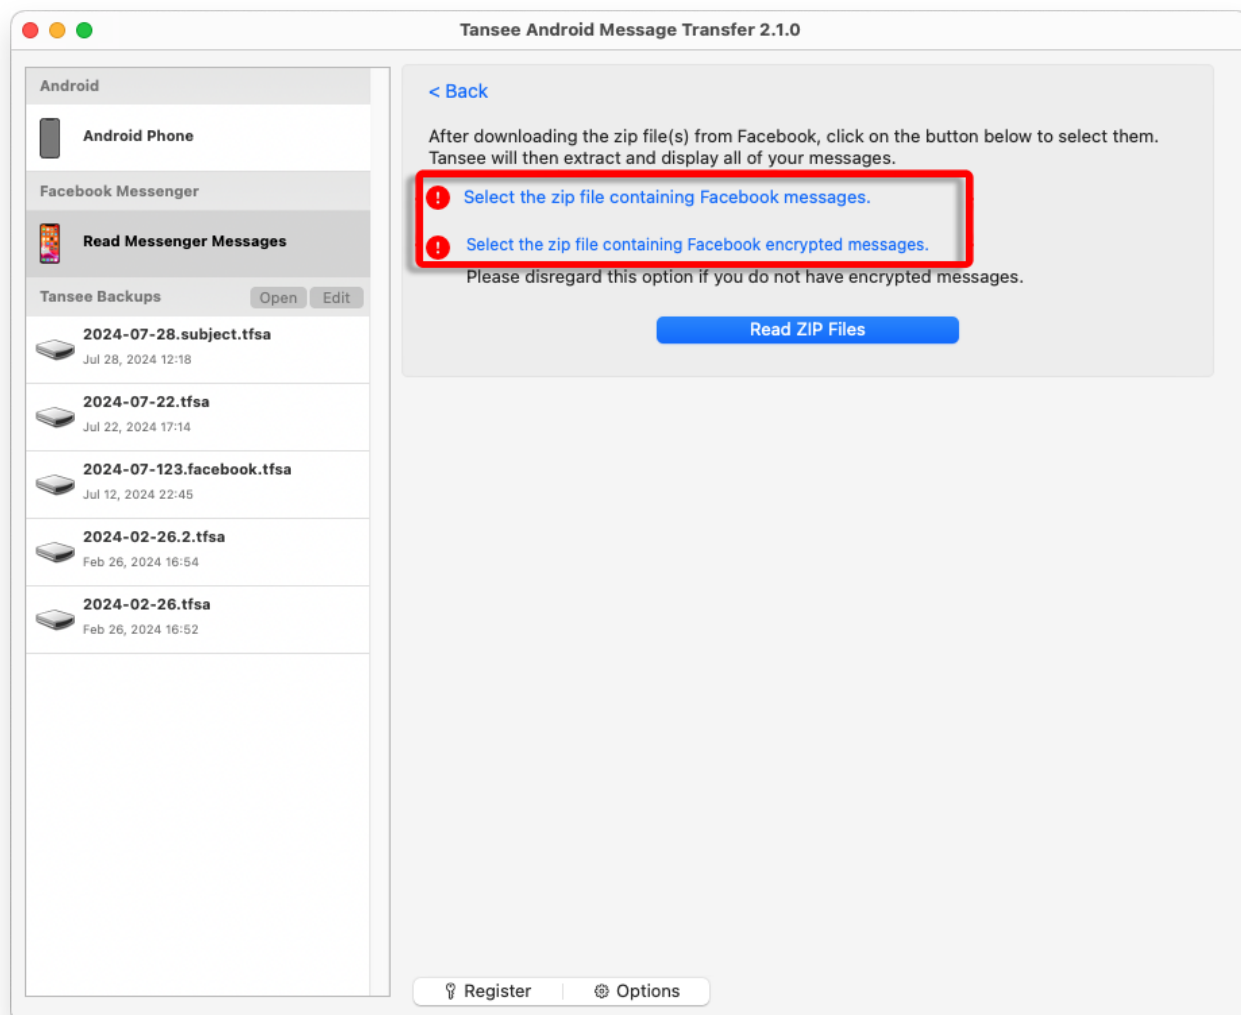 Tansee Android Message Transfer 2.1.0
Android
Android Phone
Facebook Messenger
Read Messenger Messages
Tansee Backups
Open
Edit
2024-07-28.subject.tfsa
Jul 28, 2024 12:18
2024-07-22.tfsa
Jul 22, 2024 17:14
2024-07-123.facebook.tfsa
Jul 12, 2024 22:45
2024-02-26.2.tfsa
Feb 26, 2024 16:54
2024-02-26.tfsa
Feb 26, 2024 16:52
< Back
After downloading the zip file(s) from Facebook, click on the button below to select them.
Tansee will then extract and display all of your messages.
Select the zip file containing Facebook messages.
Select the zip file containing Facebook encrypted messages.
Please disregard this option if you do not have encrypted messages.
Read ZIP Files
Register
Options